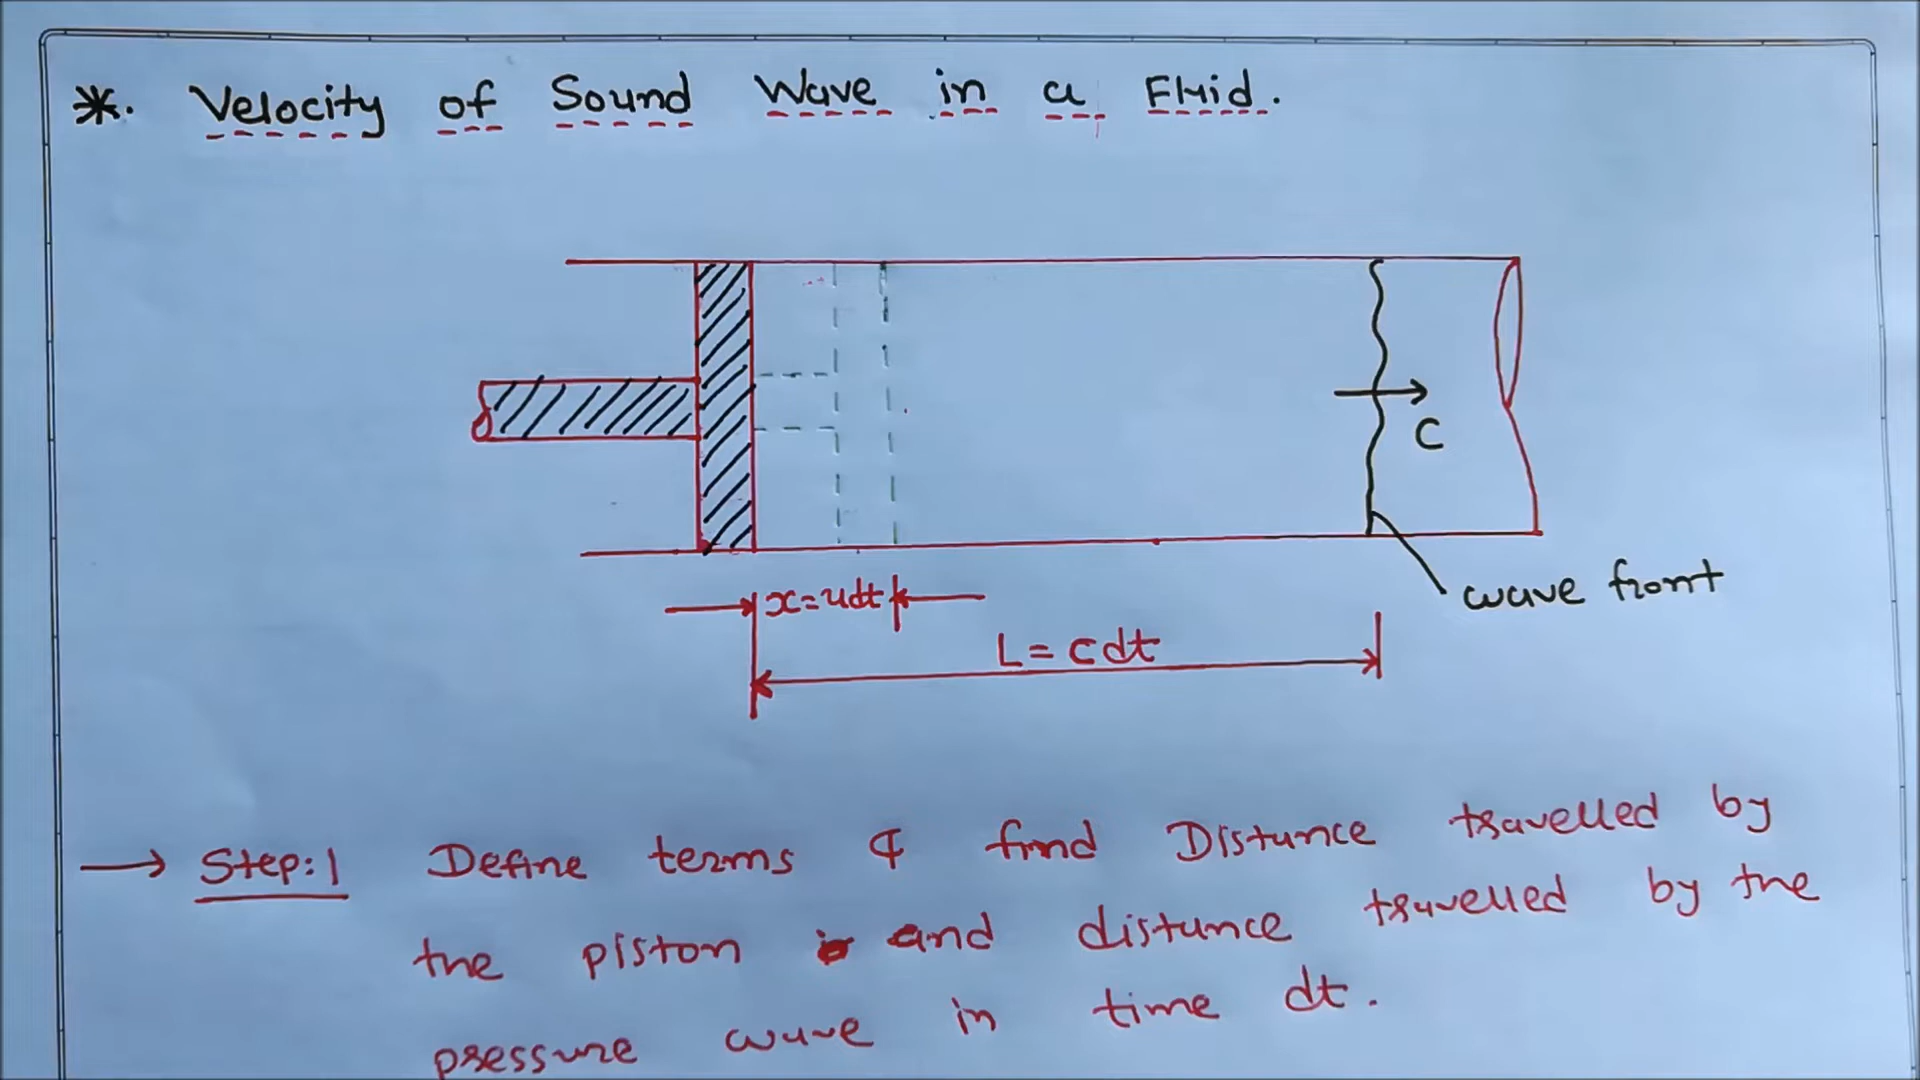 *. Velocity of Sound Wave in a Fluid.
C
wave front
x=udt
L=cdt
→ Step:1 Define terms & find Distance travelled by
the piston and distance travelled by the
pressure wave in time dt.